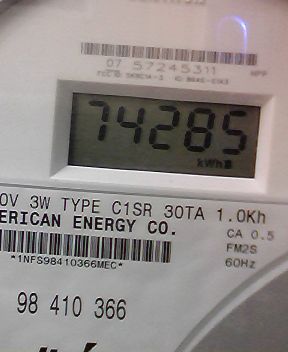 07 57245311
74285
kWh
0V 3W TYPE C1SR 30TA 1.0Kh
ERICAN ENERGY CO.
CA 0.5
FM2S
60Hz
*1NFS98410366MEC*
98 410 366